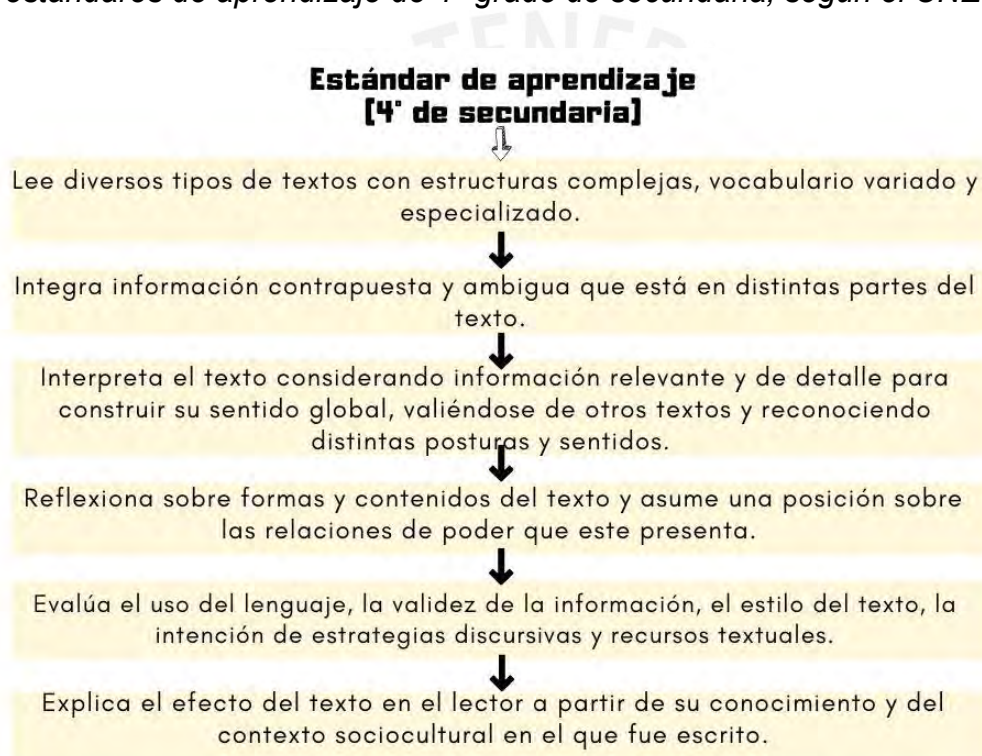 estándares de aprendizaje de 4° grado de secundaria, según el CNE
TENER
Estándar de aprendizaje
[4° de secundaria]
Lee diversos tipos de textos con estructuras complejas, vocabulario variado y
especializado.
Integra información contrapuesta y ambigua que está en distintas partes del
texto.
Interpreta el texto considerando información relevante y de detalle para
construir su sentido global, valiéndose de otros textos y reconociendo
distintas posturas y sentidos.
Reflexiona sobre formas y contenidos del texto y asume una posición sobre
las relaciones de poder que este presenta.
Evalúa el uso del lenguaje, la validez de la información, el estilo del texto, la
intención de estrategias discursivas y recursos textuales.
Explica el efecto del texto en el lector a partir de su conocimiento y del
contexto sociocultural en el que fue escrito.